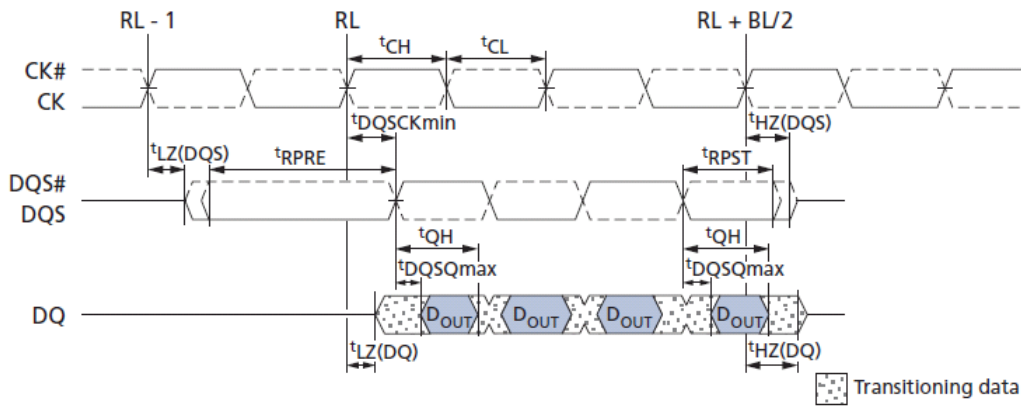 RL - 1 RL RL + BL/2
tCH tCL
CK#
CK
tDQSCKmin tHZ(DQS)
tLZ(DQS) tRPRE tRPST
DQS#
DQS
tQH tQH
tDQSQmax tDQSQmax
DQ DOUT DOUT DOUT DOUT
tLZ(DQ) tHZ(DQ)
Transitioning data